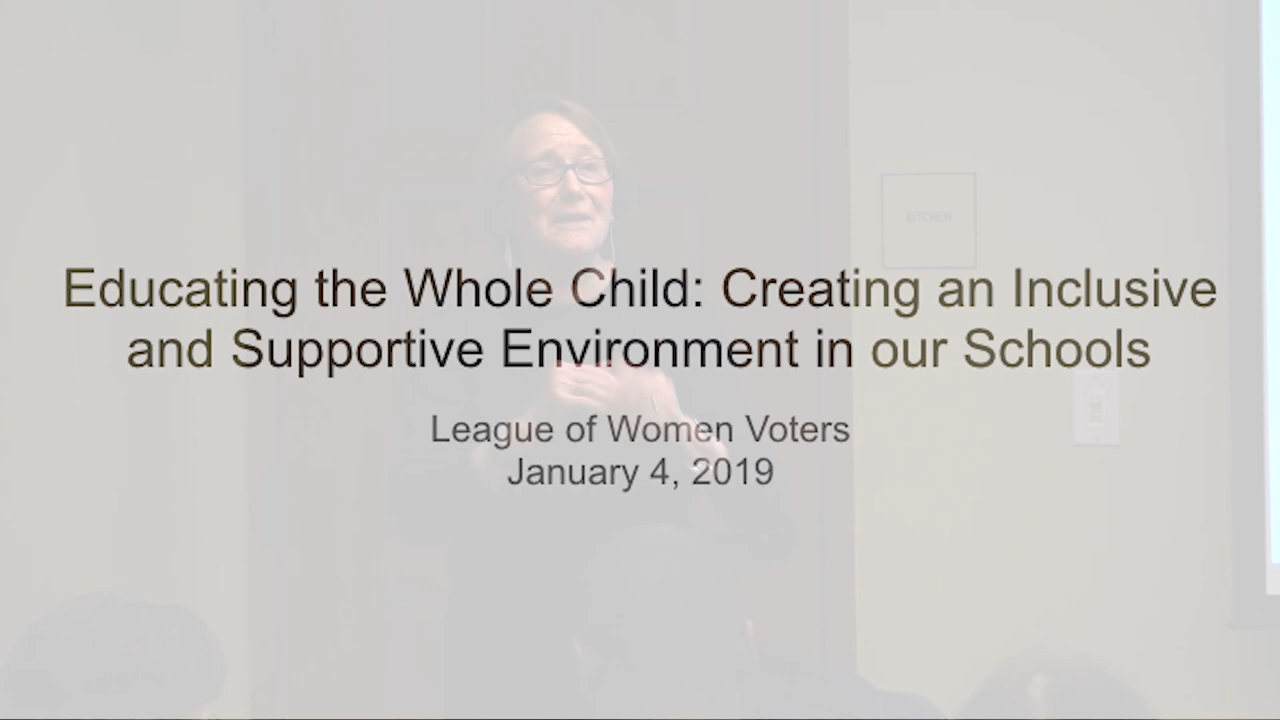 Educating the Whole Child: Creating an Inclusive
and Supportive Environment in our Schools
League of Women Voters
January 4, 2019
KITCHEN